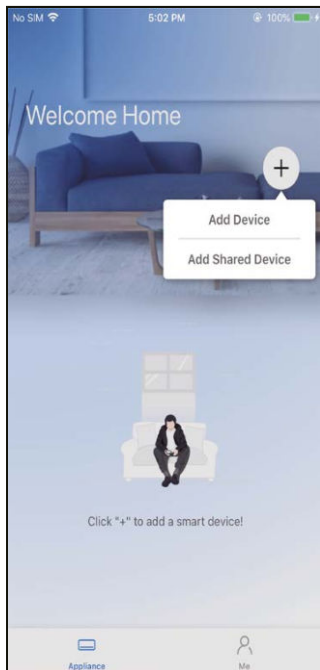 No SIM 5:02 PM 100%
Welcome Home
+
Add Device
Add Shared Device
Click "+" to add a smart device!
Appliance Me